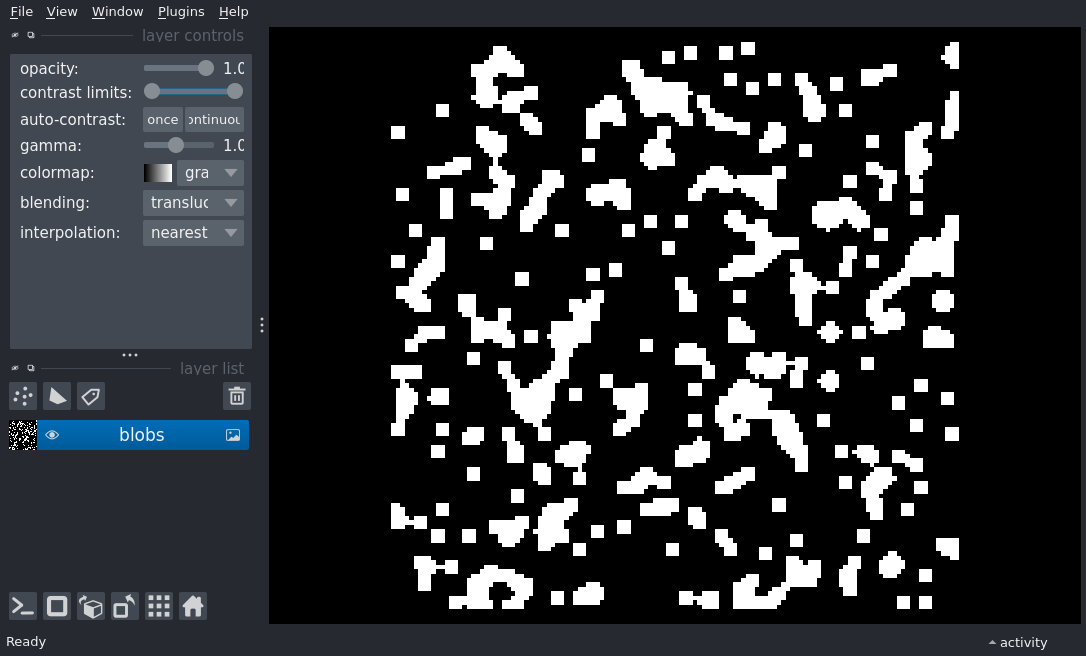 File View Window Plugins Help
layer controls
opacity: 1.0
contrast limits:
auto-contrast: once ontinuou
gamma: 1.0
colormap: gra
blending: transluc
interpolation: nearest
layer list
blobs
Ready
activity